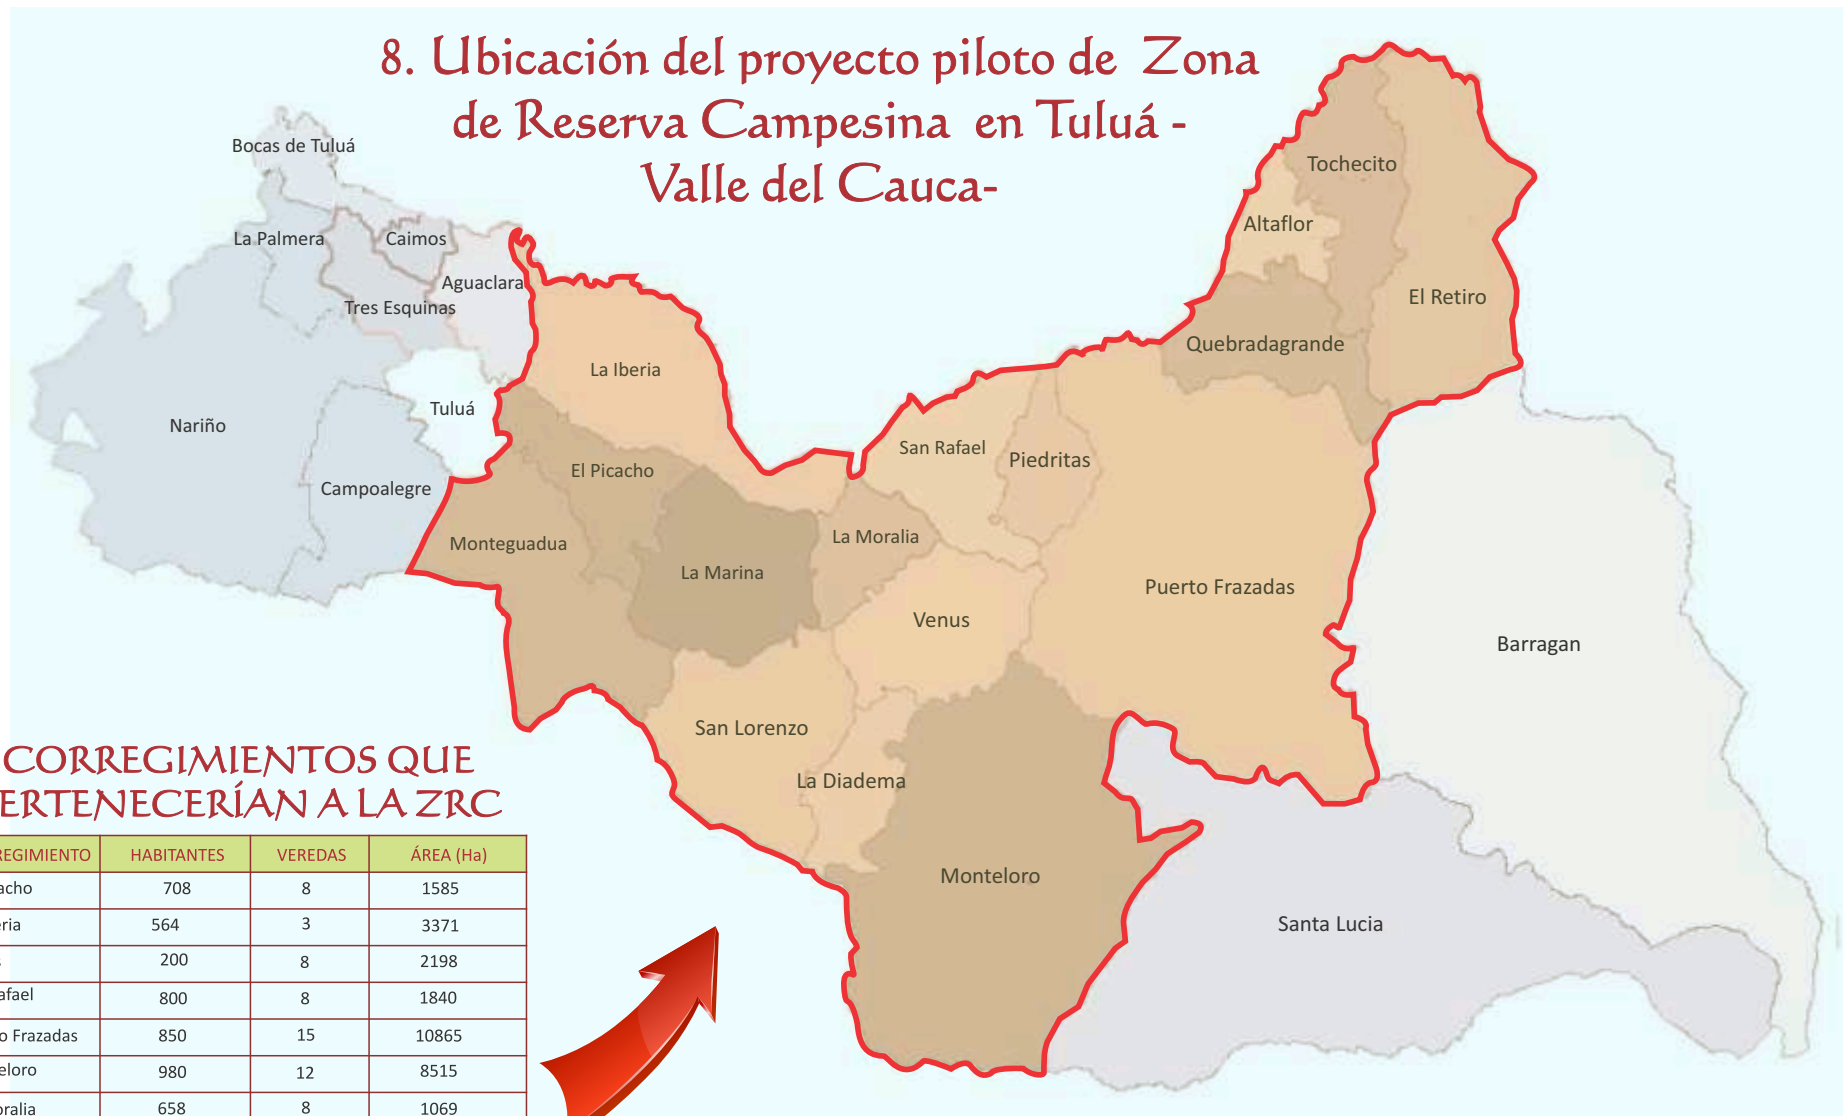 8. Ubicación del proyecto piloto de Zona
de Reserva Campesina en Tuluá -
Valle del Cauca-
Bocas de Tuluá
La Palmera
Caimos
Aguaclara
Tres Esquinas
Nariño
Tuluá
Campoalegre
La Iberia
El Picacho
Monteguadua
La Marina
La Moralia
San Rafael
Piedritas
Tochecito
Altaflor
El Retiro
Quebradagrande
Puerto Frazadas
Venus
Barragan
San Lorenzo
La Diadema
Monteloro
Santa Lucia
CORREGIMIENTOS QUE
ERTENECERÍAN A LA ZRC
REGIMIENTO HABITANTES VEREDAS ÁREA (Ha)
acho 708 8 1585
eria 564 3 3371
s 200 8 2198
afael 800 8 1840
o Frazadas 850 15 10865
eloro 980 12 8515
oralia 658 8 1069